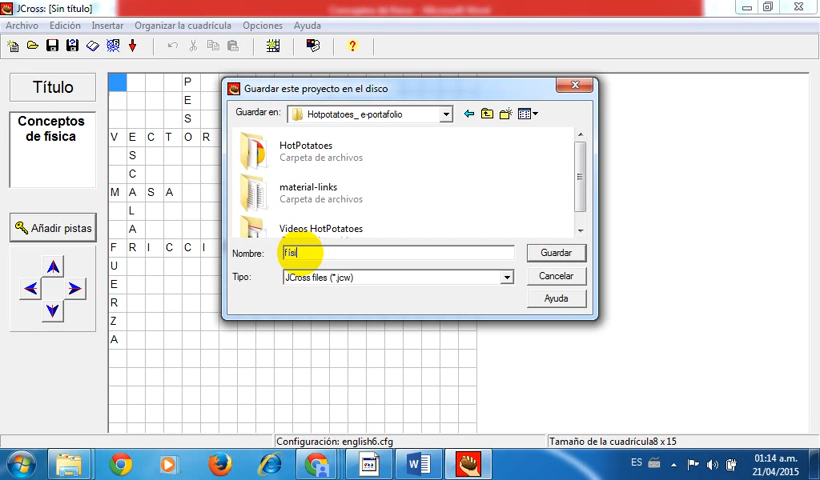 JCross: [Sin título]
Conceptos de física - Microsoft Word
Archivo Edición Insertar Organizar la cuadrícula Opciones Ayuda
Título
Conceptos
de física
Añadir pistas
P
E
S
V E C T O R
S
C
M A S A
L
A
F R I C C I
U
E
R
Z
A
Guardar este proyecto en el disco
Guardar en: Hotpotatoes_ e-portafolio
HotPotatoes
Carpeta de archivos
material-links
Carpeta de archivos
Videos HotPotatoes
Nombre: físi
Guardar
Tipo: JCross files (*.jcw)
Cancelar
Ayuda
Configuración: english6.cfg
Tamaño de la cuadrícula8 x 15
ES
01:14 a.m.
21/04/2015